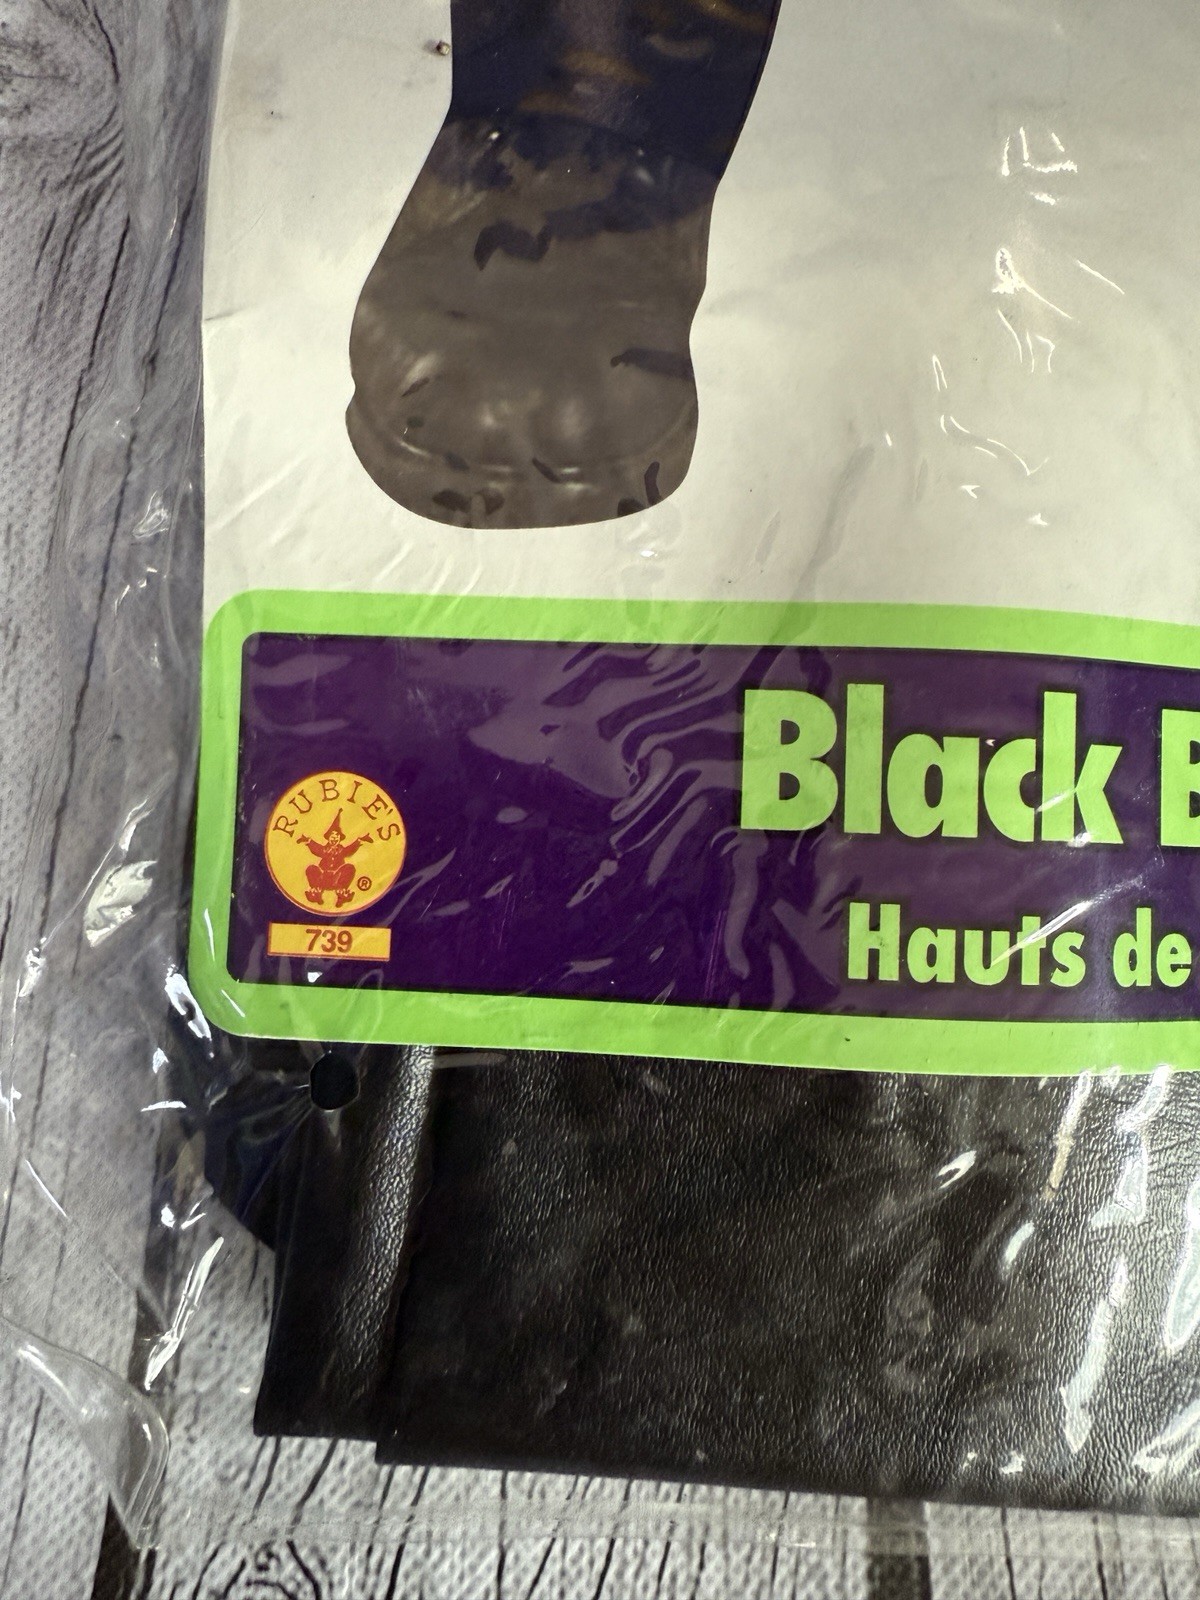 Black
Hauts de
RUBIE'S
®
739